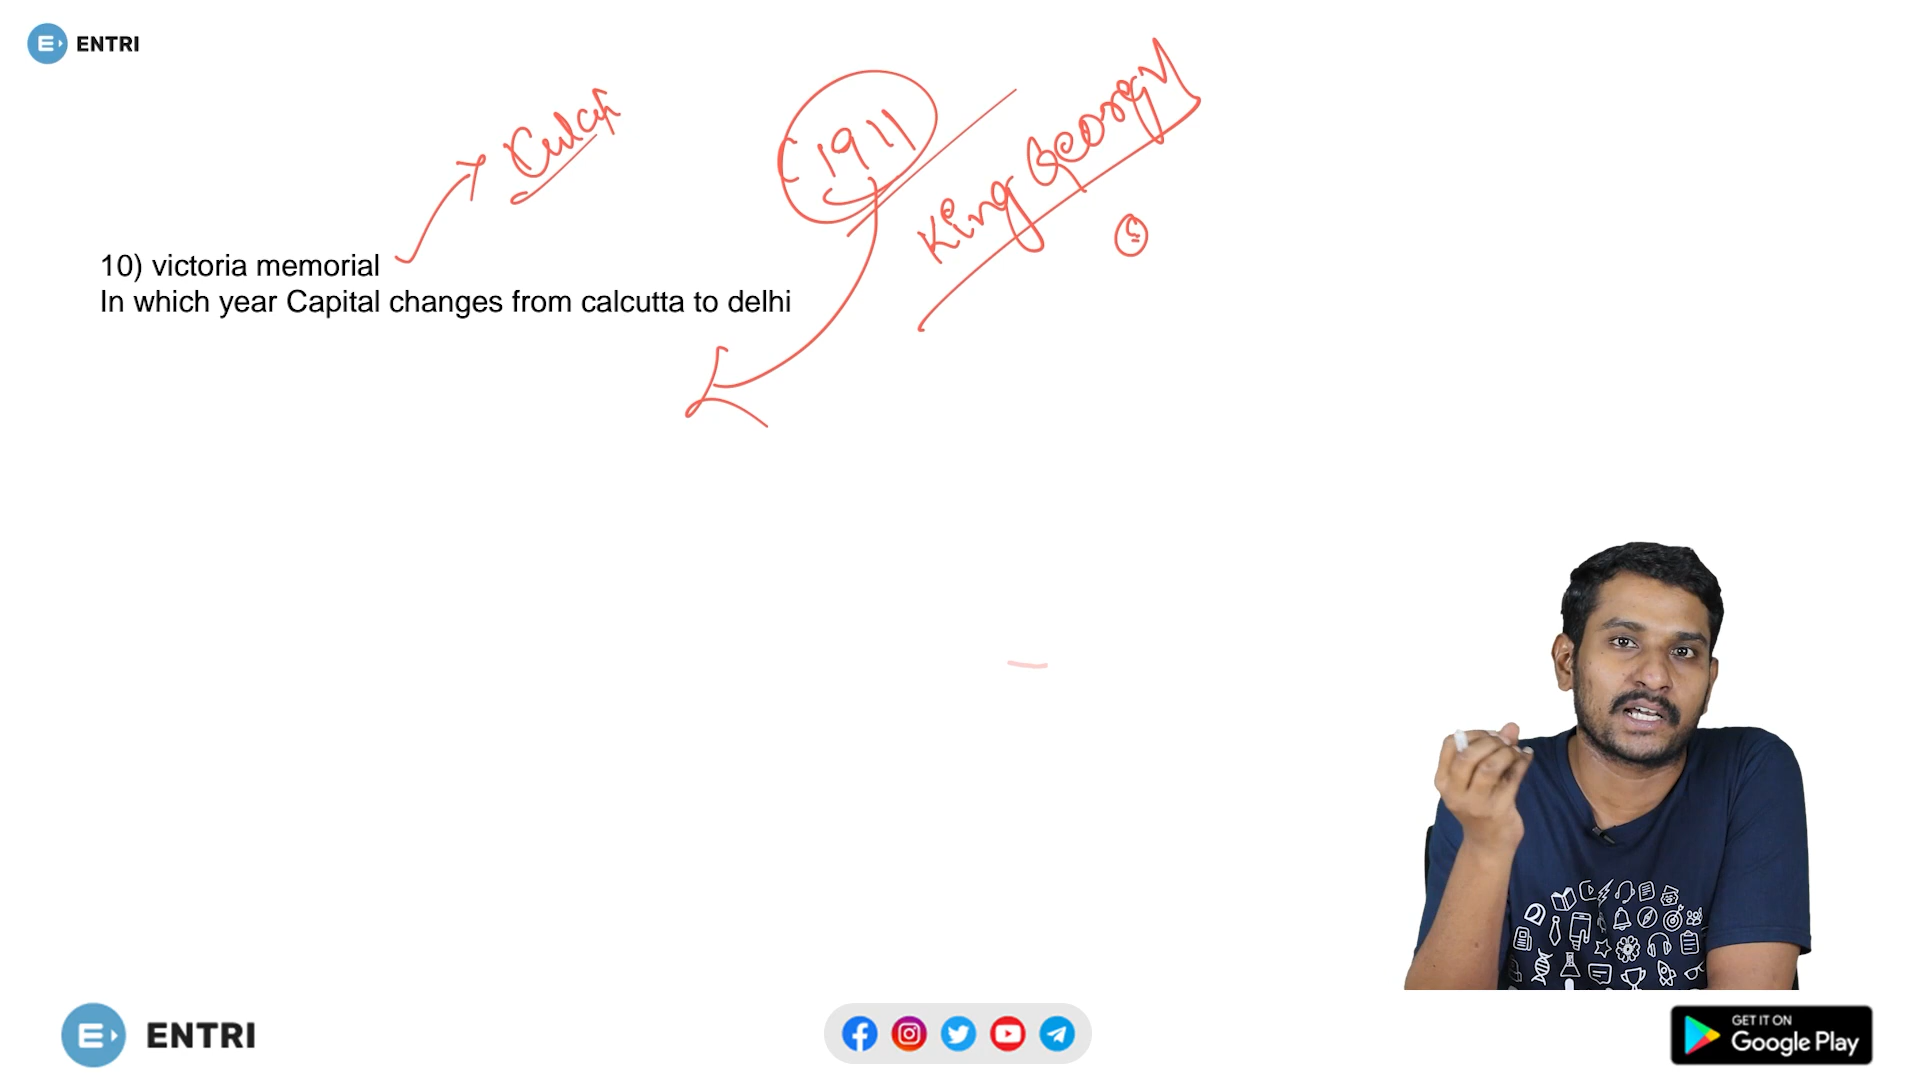 ENTRI
1911
King George V
10) victoria memorial
In which year Capital changes from calcutta to delhi
ENTRI
GET IT ON
Google Play